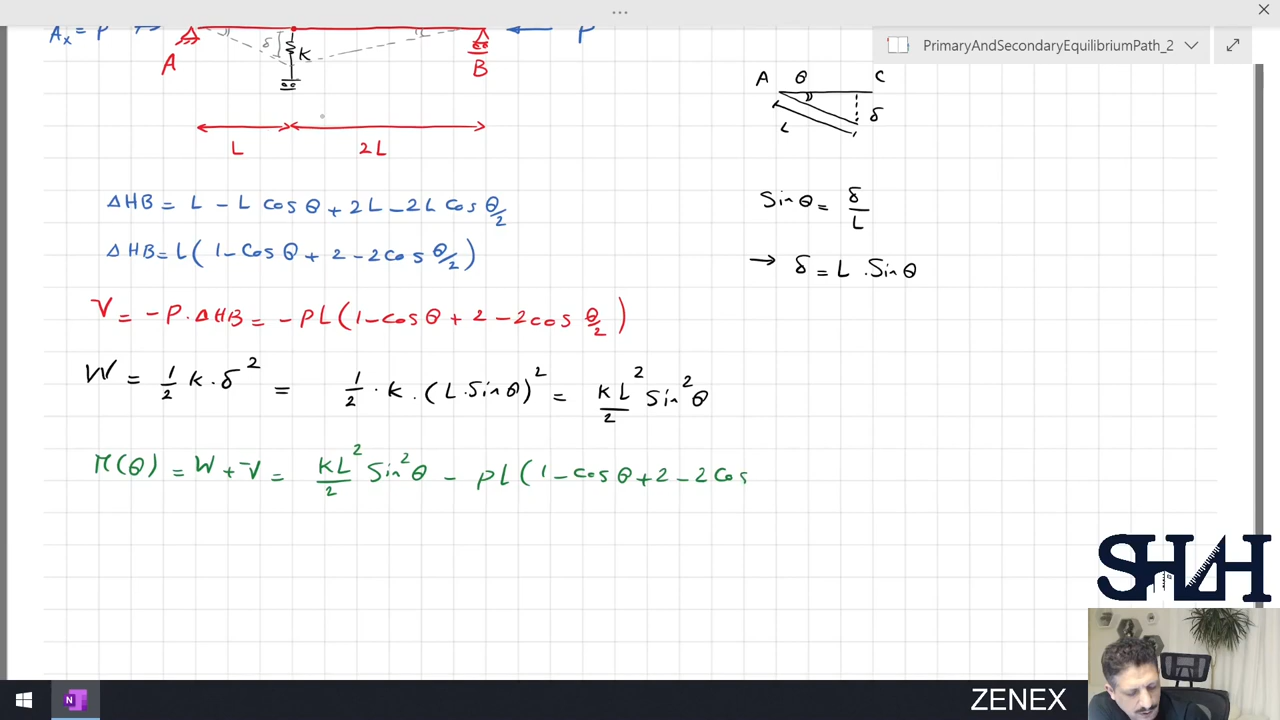 PrimaryAndSecondaryEquilibriumPath_2
Ax = P
P
δ
K
A
B
L
2L
A θ C
δ
L
ΔHB = L - L cos θ + 2L - 2L cos θ/2
ΔHB = L ( 1 - Cos θ + 2 - 2cos θ/2 )
V = -P. ΔHB = -PL ( 1 - cos θ + 2 - 2cos θ/2 )
W = 1/2 K . δ² = 1/2 . K . ( L . Sin θ )² = KL²/2 Sin² θ
π(θ) = W + V = KL²/2 Sin² θ - PL ( 1 - cos θ + 2 - 2 Cos
Sin θ = δ/L
→ δ = L . Sin θ
SHAH
ZENEX
N